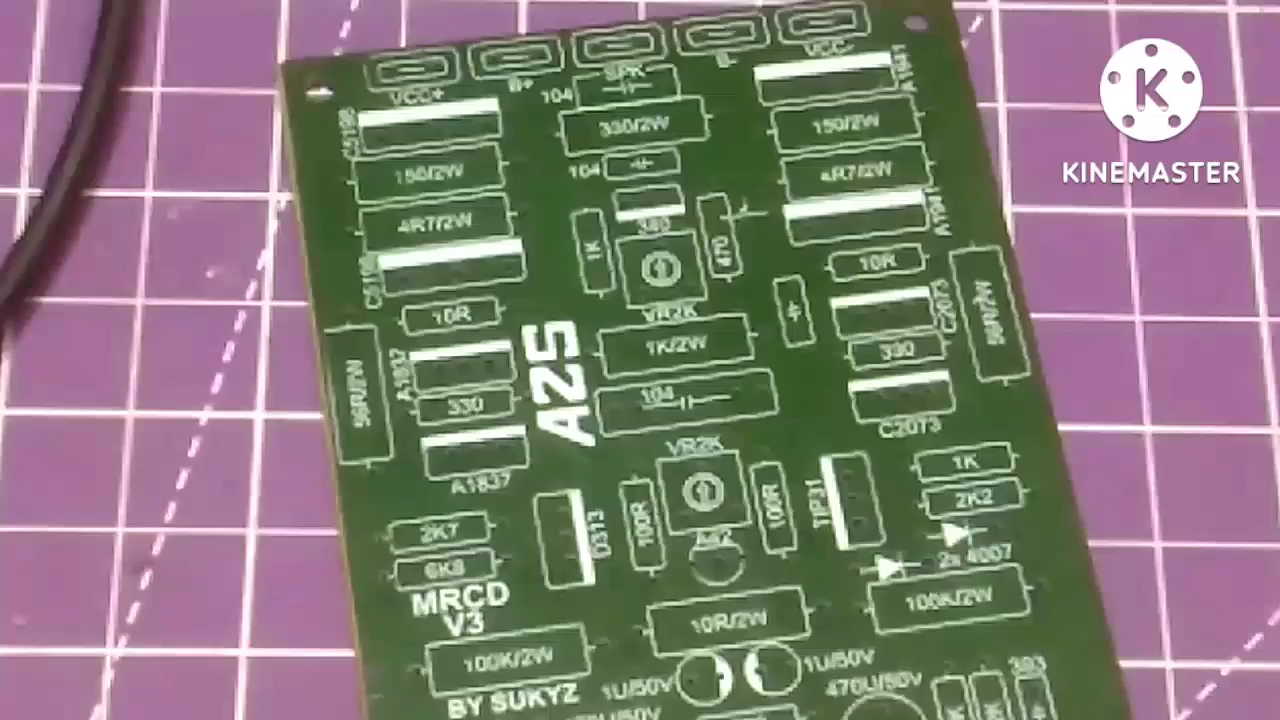 K
KINEMASTER
VCC+
B+
SPK
VCC-
C5198
104
A1941
330/2W
150/2W
150/2W
104
4R7/2W
4R7/2W
340
1K
470
A1941
C5198
10R
10R
VR2K
C2073
56R/2W
56R/2W
1K/2W
A1837
330
330
A25
104
C2073
A1837
VR2K
1K
2K2
TIP31
100R
100R
2K7
D313
A42
6K8
2x 4007
MRCD
V3
100K/2W
10R/2W
100K/2W
1U/50V
1U/50V
470U/50V
BY SUKYZ